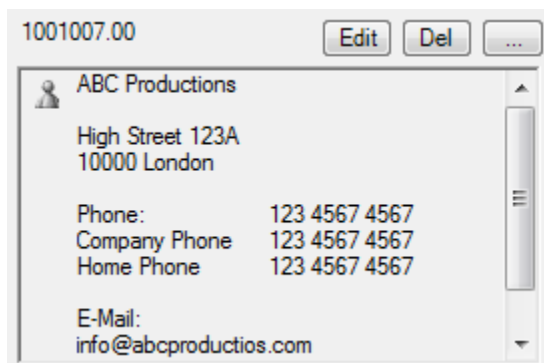 1001007.00 Edit Del ...
ABC Productions
High Street 123A
10000 London
Phone: 123 4567 4567
Company Phone 123 4567 4567
Home Phone 123 4567 4567
E-Mail:
info@abcproductios.com